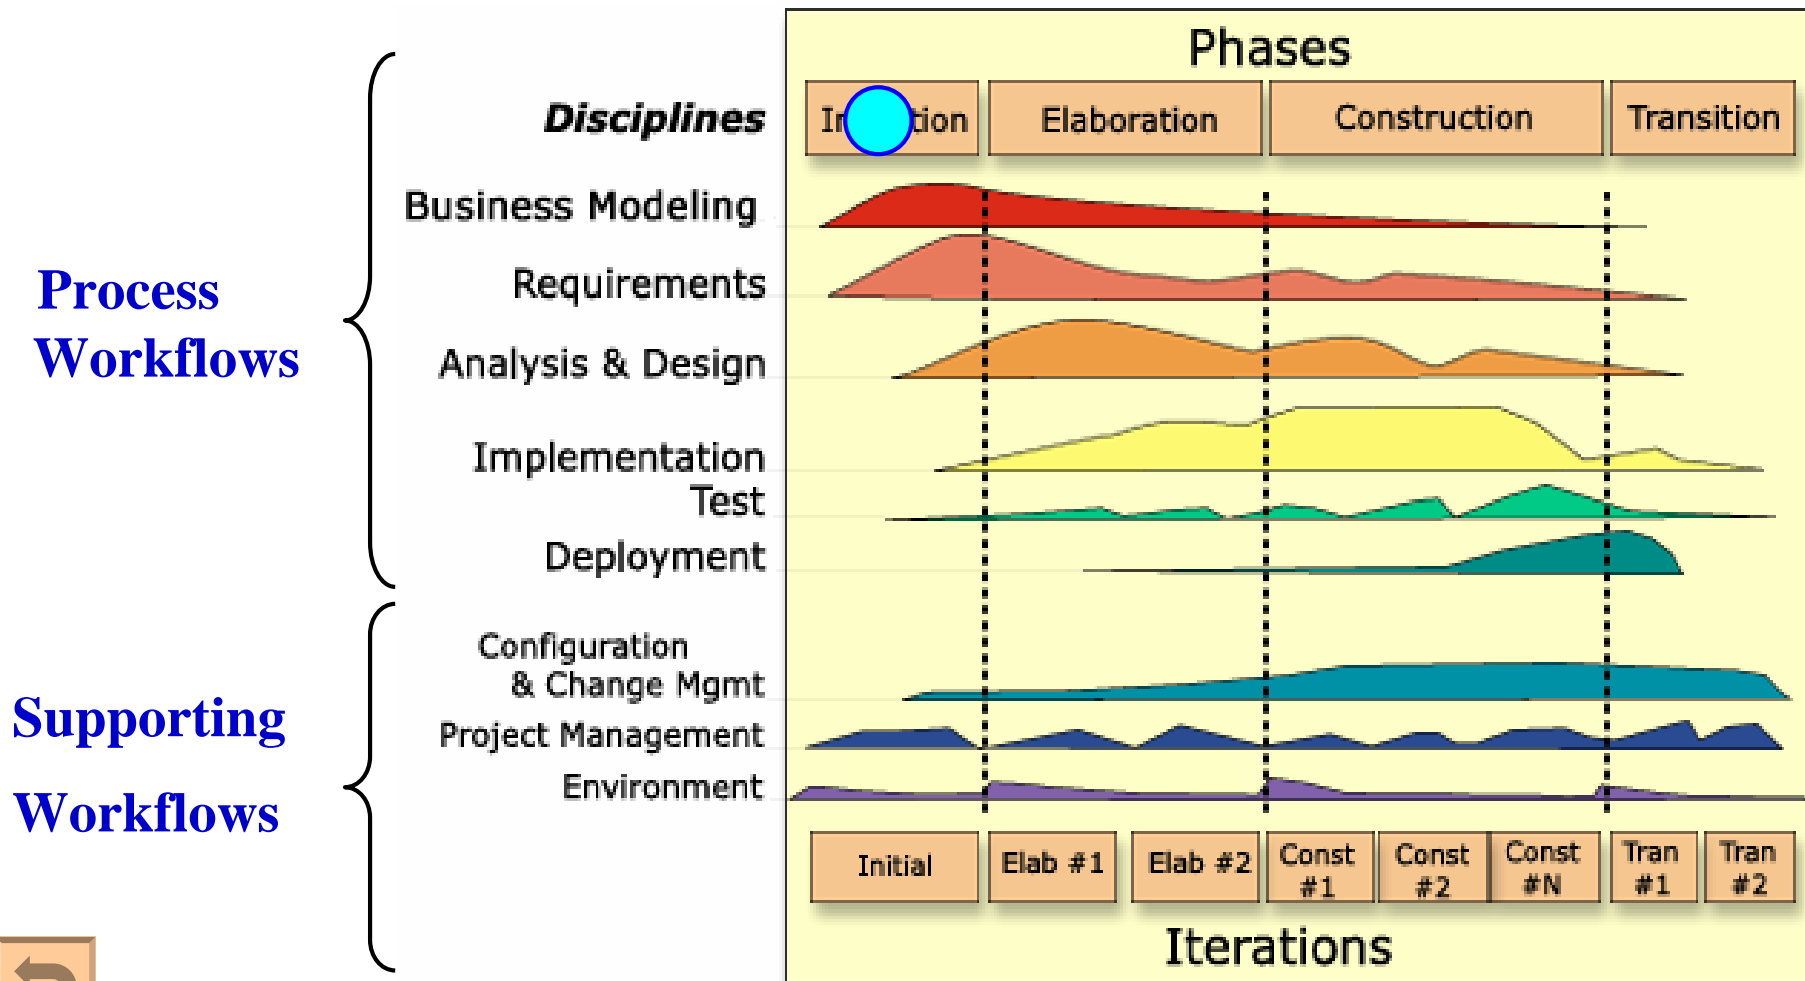 Phases
Disciplines
Elaboration
Construction
Transition
Business Modeling
Requirements
Process
Workflows
Analysis & Design
Implementation
Test
Deployment
Configuration
& Change Mgmt
Supporting
Workflows
Project Management
Environment
Initial
Elab #1
Elab #2
Const
#1
Const
#2
Const
#N
Tran
#1
Tran
#2
Iterations